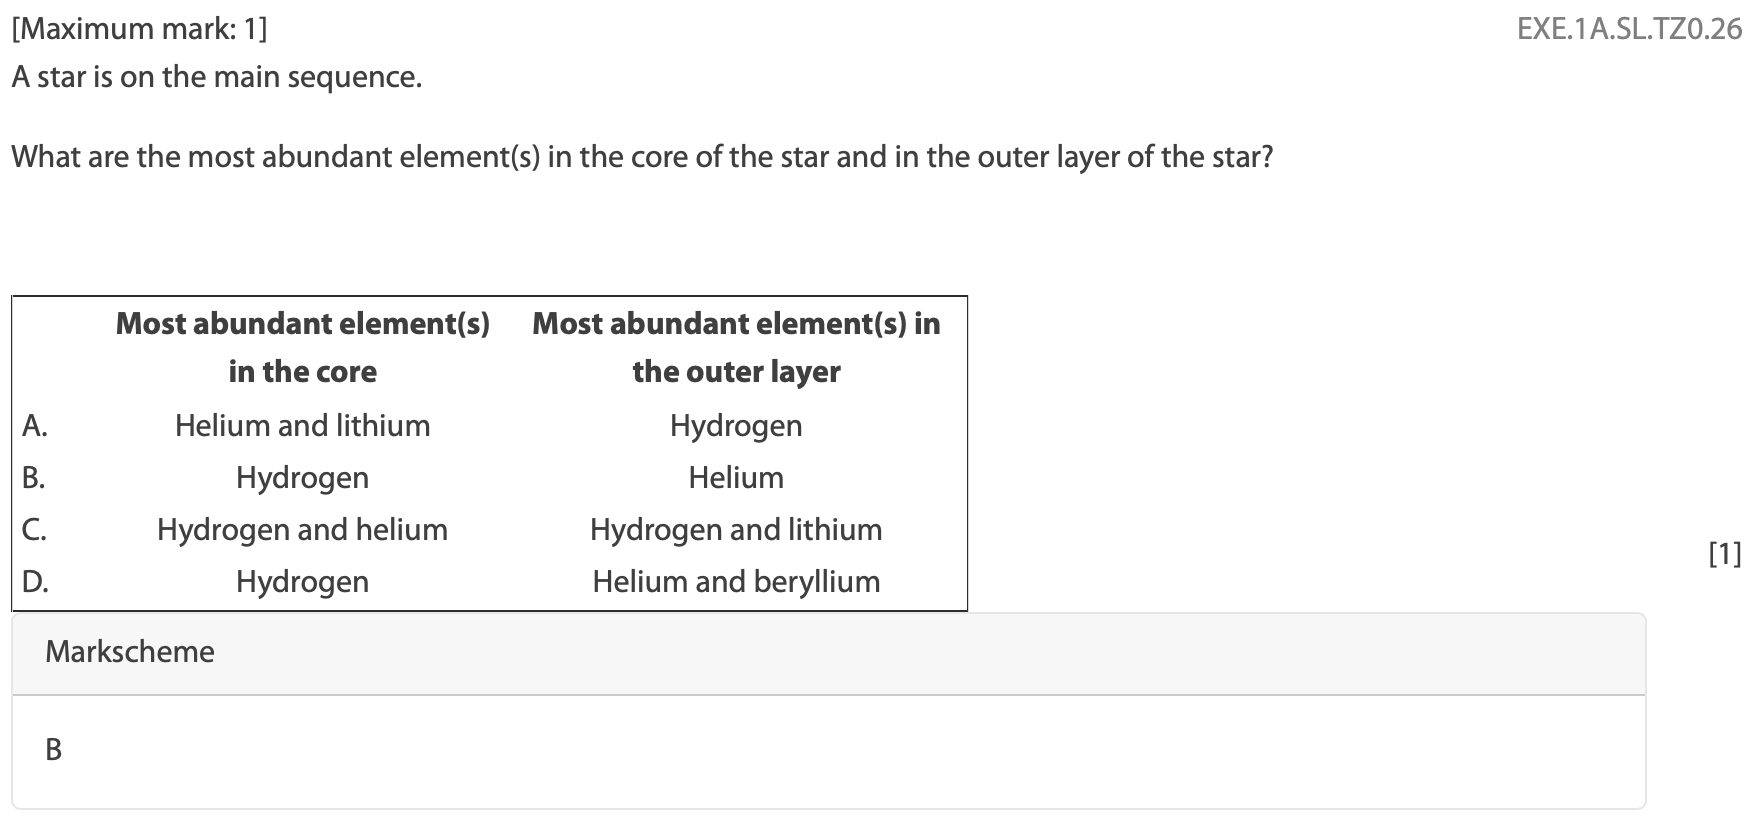 [Maximum mark: 1] EXE.1A.SL.TZ0.26
A star is on the main sequence.
What are the most abundant element(s) in the core of the star and in the outer layer of the star?
Most abundant element(s) Most abundant element(s) in
in the core the outer layer
A. Helium and lithium Hydrogen
B. Hydrogen Helium
C. Hydrogen and helium Hydrogen and lithium
[1]
D. Hydrogen Helium and beryllium
Markscheme
B